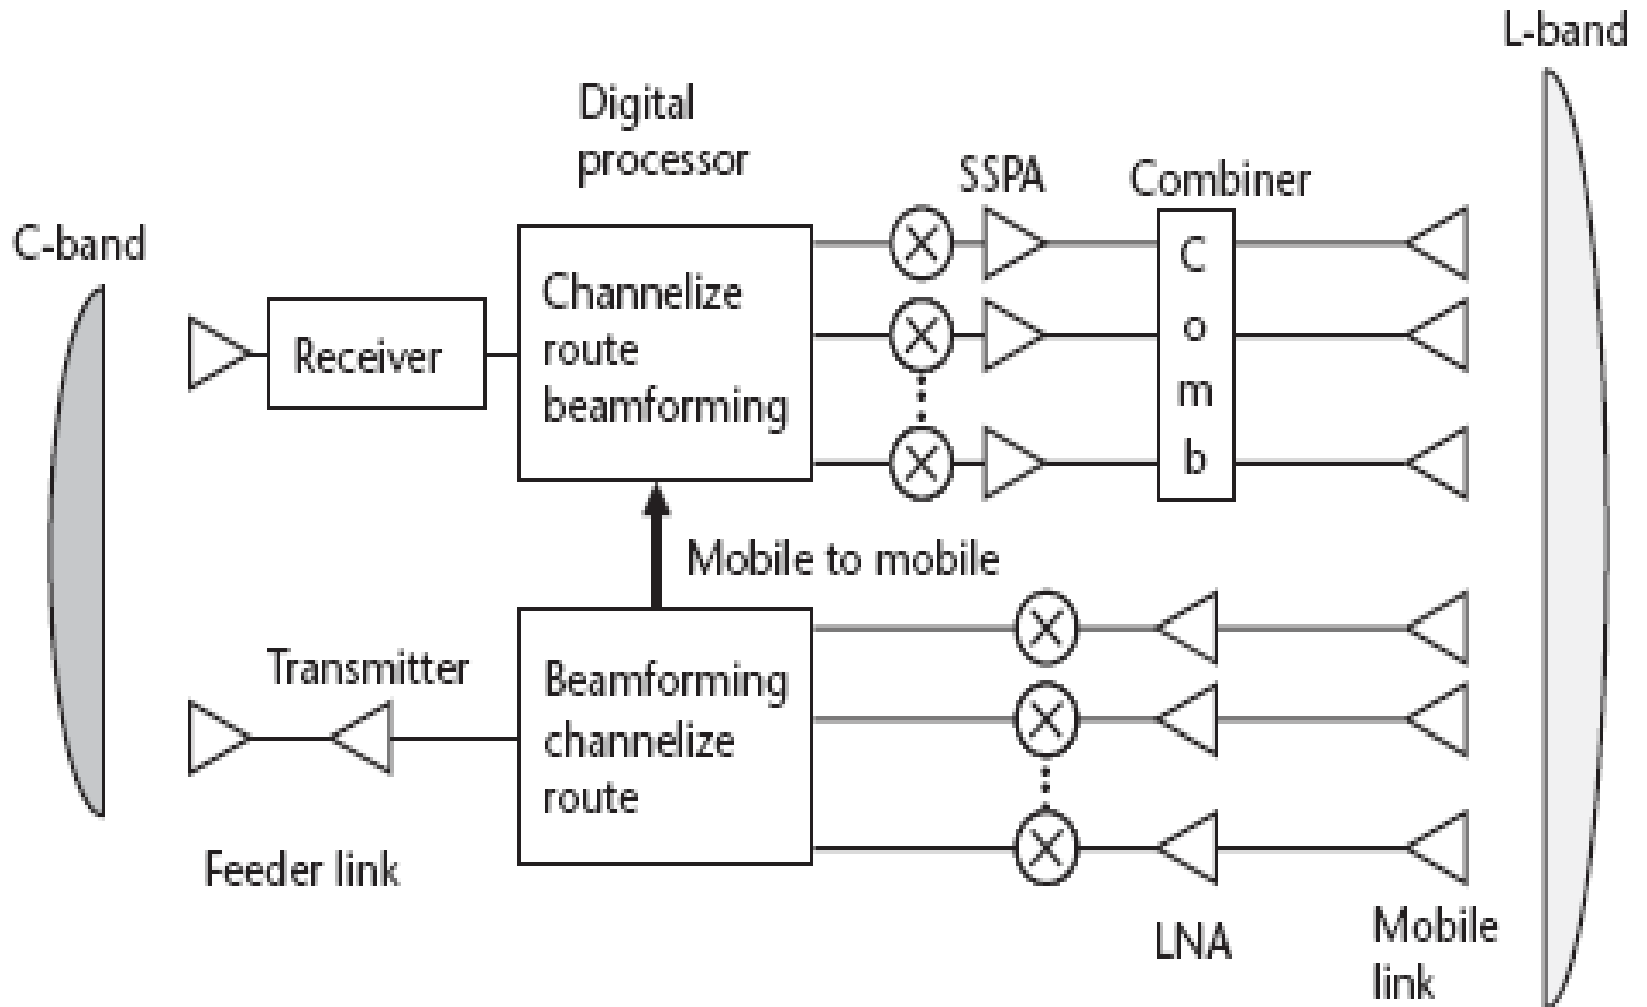 L-band
Digital
processor
SSPA
Combiner
C-band
Receiver
Channelize
route
beamforming
C
o
m
b
Mobile to mobile
Transmitter
Beamforming
channelize
route
Feeder link
LNA
Mobile
link